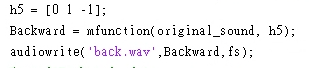 h5 = [0 1 -1];
Backward = mfunction(original_sound, h5);
audiowrite('back.wav',Backward,fs);